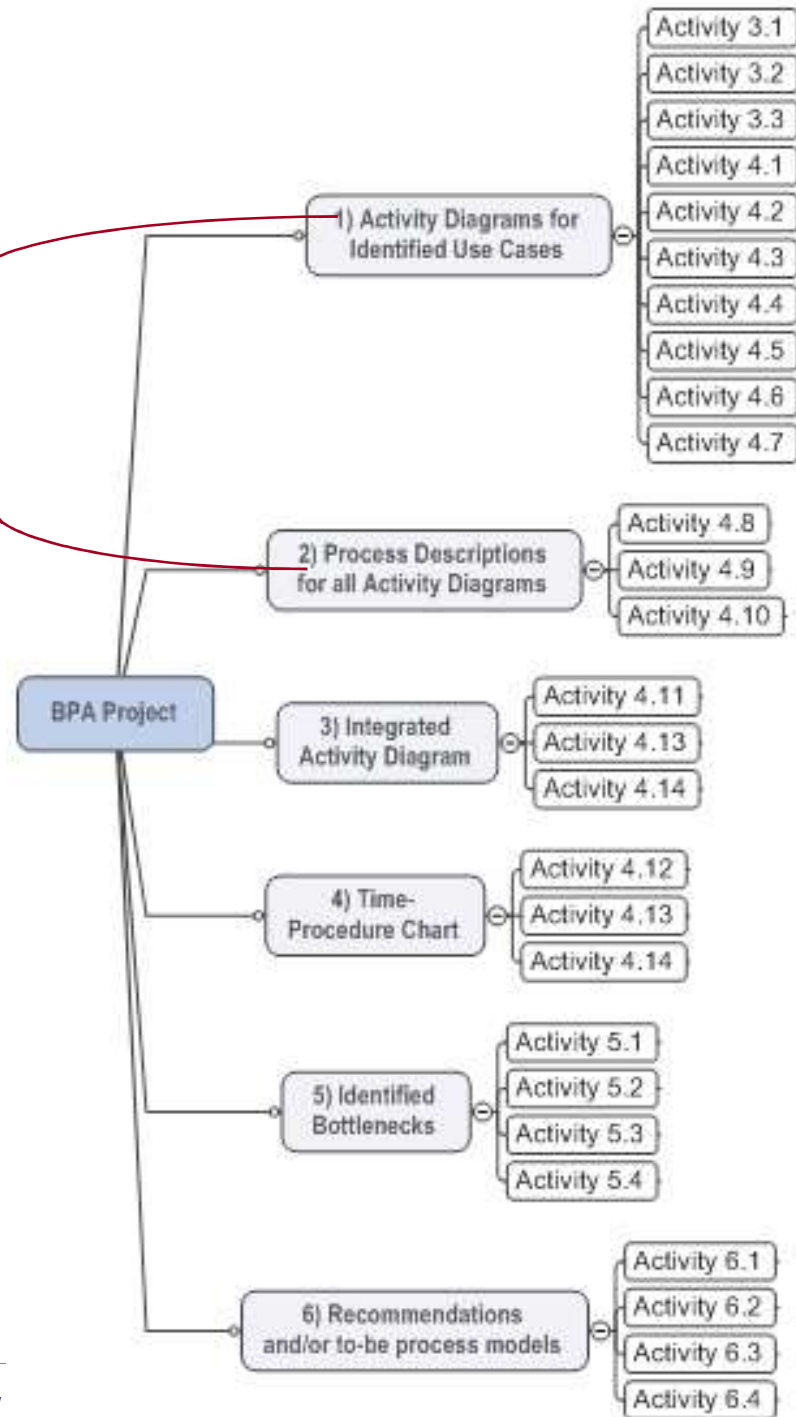 Activity 3.1
Activity 3.2
Activity 3.3
Activity 4.1
1) Activity Diagrams for
Identified Use Cases
Activity 4.2
Activity 4.3
Activity 4.4
Activity 4.5
Activity 4.6
Activity 4.7
2) Process Descriptions
for all Activity Diagrams
Activity 4.8
Activity 4.9
Activity 4.10
BPA Project
3) Integrated
Activity Diagram
Activity 4.11
Activity 4.13
Activity 4.14
4) Time-
Procedure Chart
Activity 4.12
Activity 4.13
Activity 4.14
5) Identified
Bottlenecks
Activity 5.1
Activity 5.2
Activity 5.3
Activity 5.4
6) Recommendations
and/or to-be process models
Activity 6.1
Activity 6.2
Activity 6.3
Activity 6.4